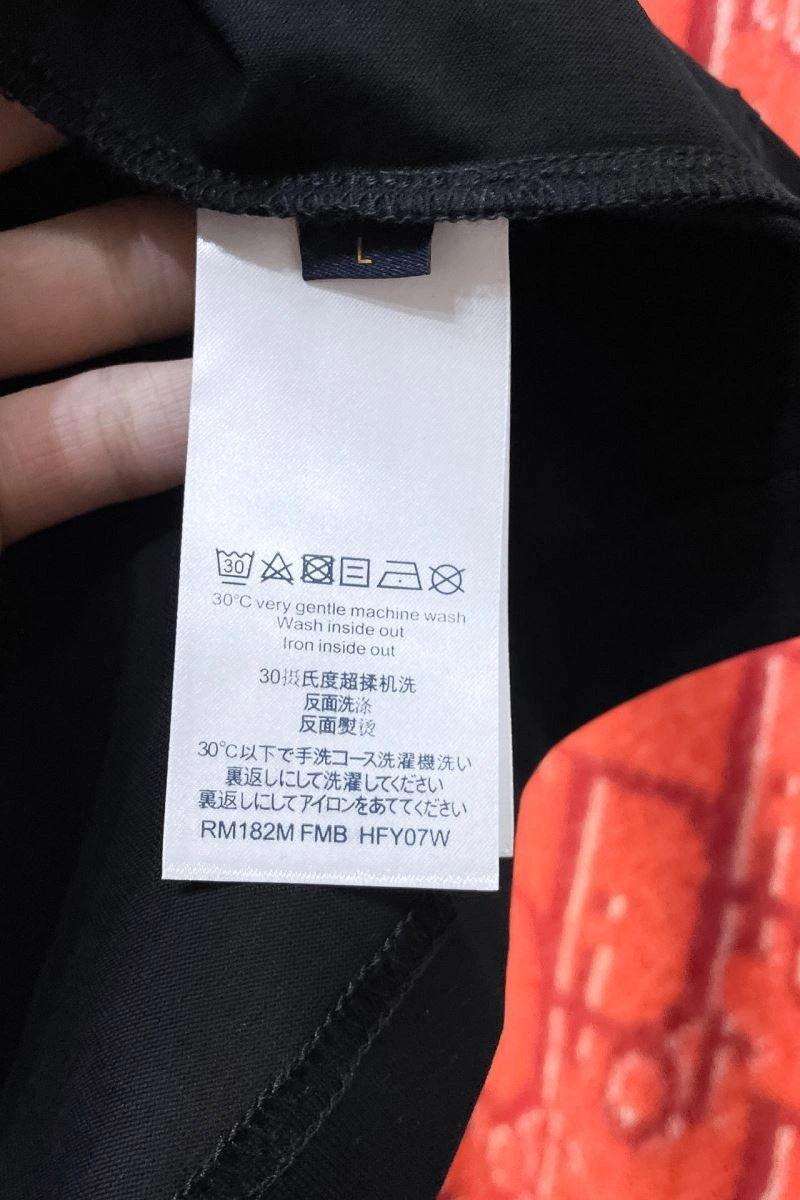 L
30
30°C very gentle machine wash
Wash inside out
Iron inside out
30摄氏度超揉机洗
反面洗涤
反面熨烫
30°C以下で手洗コース洗濯機洗い
裏返しにして洗濯してください
裏返しにしてアイロンをあててください
RM182M FMB HFY07W